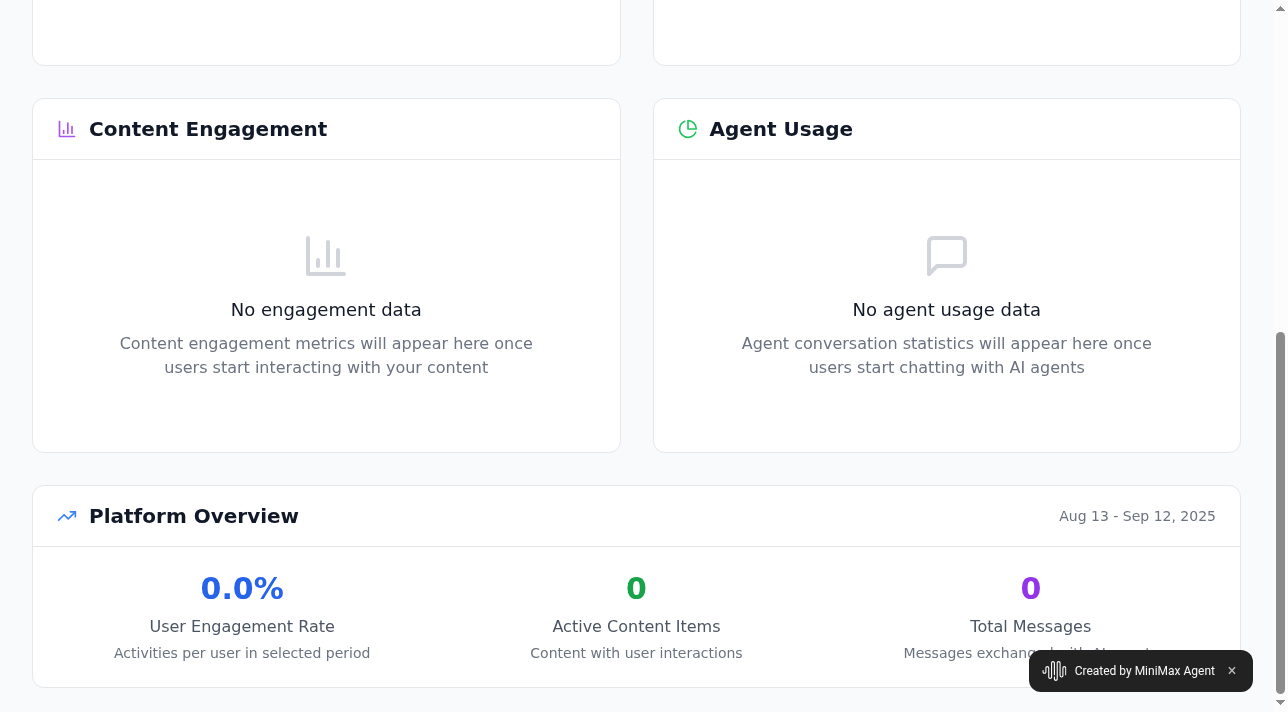 Content Engagement
No engagement data
Content engagement metrics will appear here once
users start interacting with your content
Agent Usage
No agent usage data
Agent conversation statistics will appear here once
users start chatting with AI agents
Platform Overview
Aug 13 - Sep 12, 2025
0.0%
User Engagement Rate
Activities per user in selected period
0
Active Content Items
Content with user interactions
0
Total Messages
Messages
Created by MiniMax Agent
×